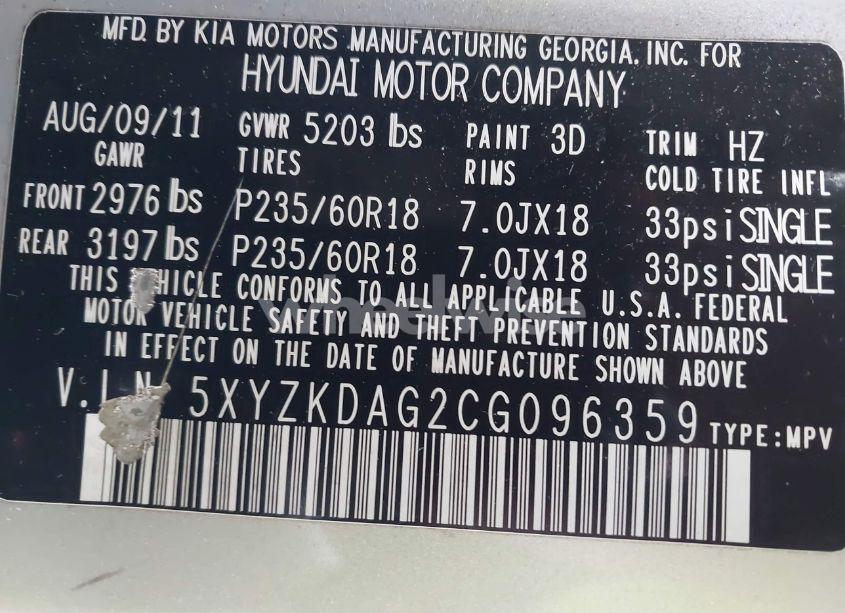 MFD. BY KIA MOTORS MANUFACTURING GEORGIA, INC. FOR
HYUNDAI MOTOR COMPANY
AUG/09/11 GVWR 5203 lbs PAINT 3D TRIM HZ
GAWR TIRES RIMS COLD TIRE INFL
FRONT 2976 lbs P235/60R18 7.0JX18 33psi SINGLE
REAR 3197 lbs P235/60R18 7.0JX18 33psi SINGLE
THIS VEHICLE CONFORMS TO ALL APPLICABLE U.S.A. FEDERAL
MOTOR VEHICLE SAFETY AND THEFT PREVENTION STANDARDS
IN EFFECT ON THE DATE OF MANUFACTURE SHOWN ABOVE
V.I.N 5XYZKDAG2CG096359 TYPE:MPV